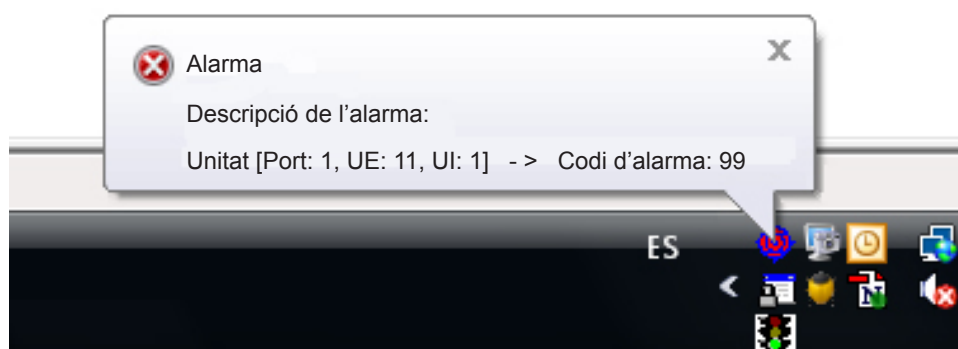 Alarma
Descripció de l’alarma:
Unitat [Port: 1, UE: 11, UI: 1] - > Codi d’alarma: 99
ES